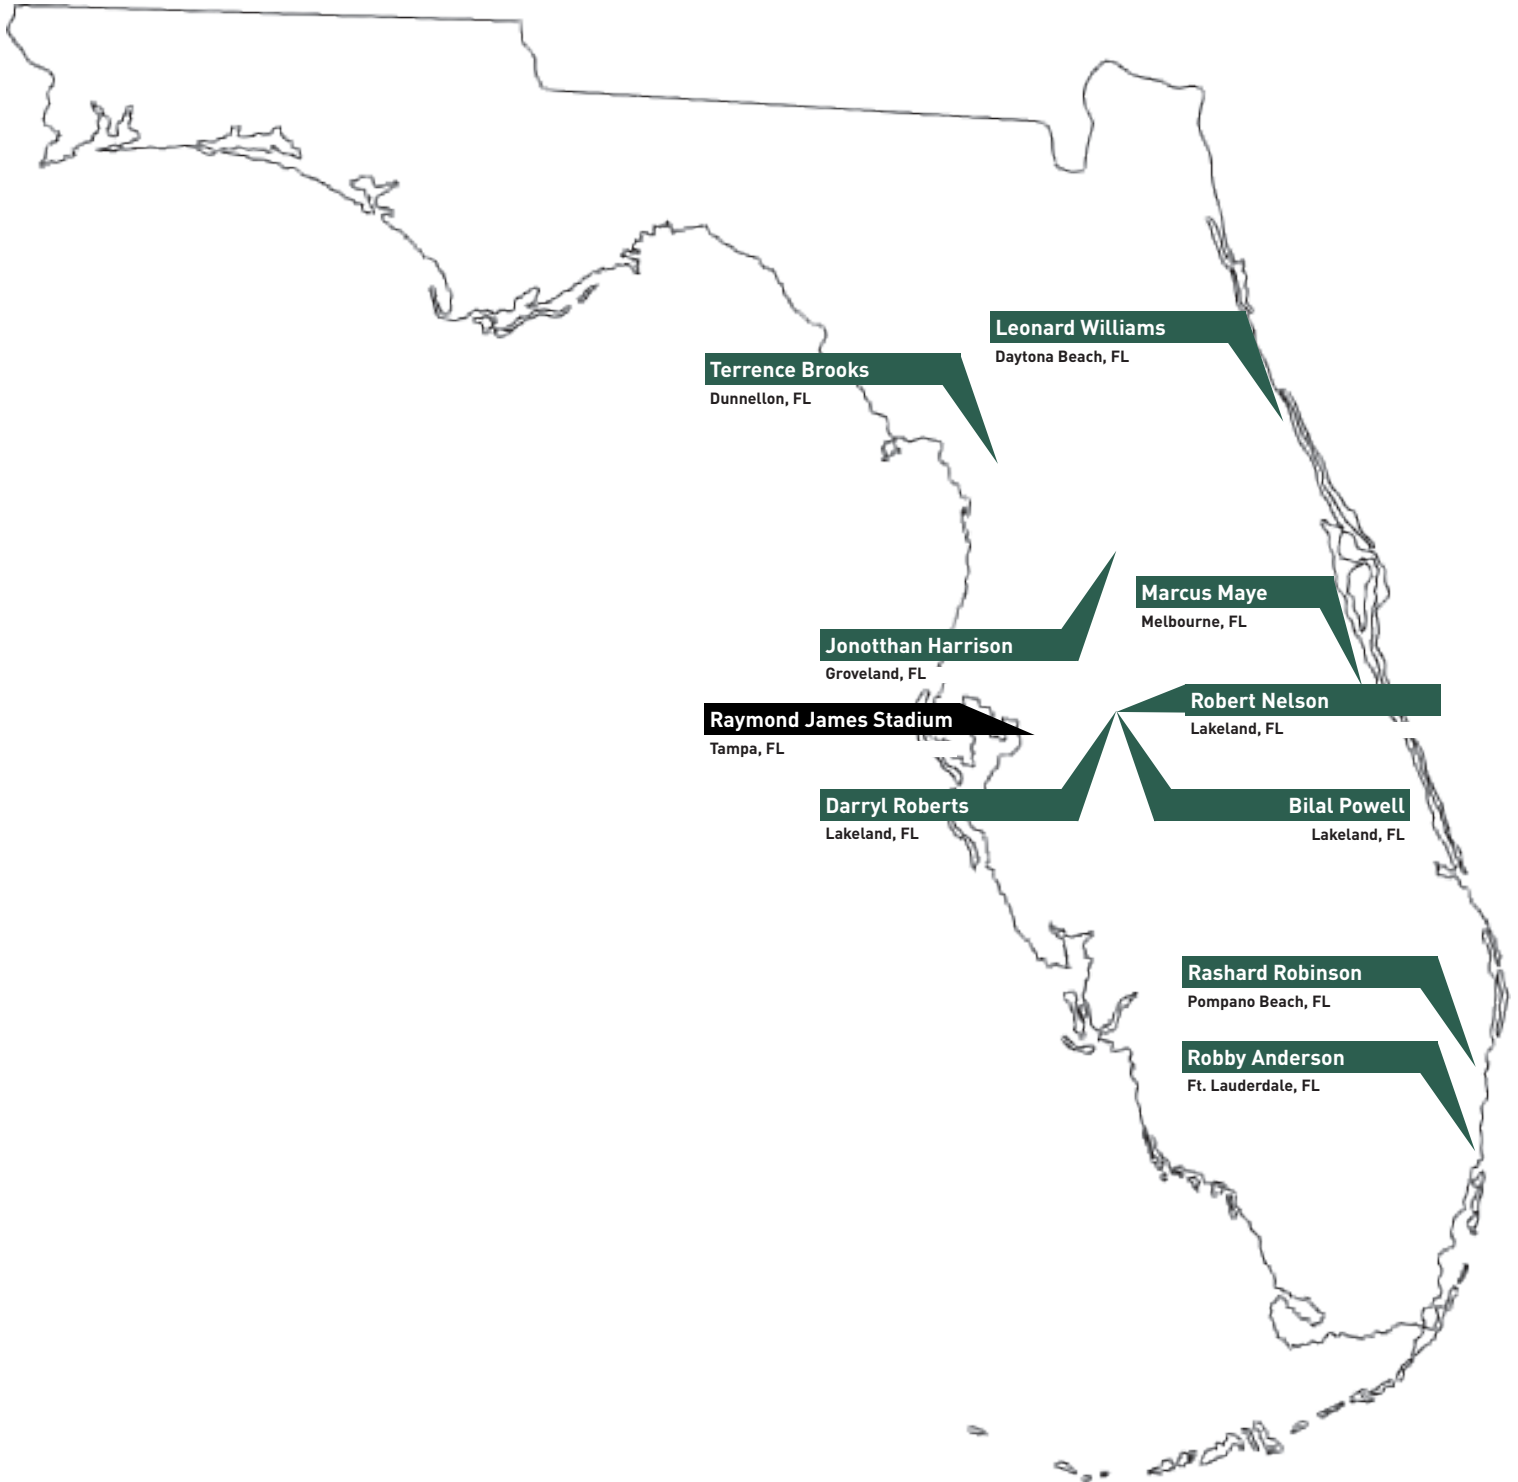 Leonard Williams
Daytona Beach, FL
Terrence Brooks
Dunnellon, FL
Marcus Maye
Melbourne, FL
Jonotthan Harrison
Groveland, FL
Robert Nelson
Lakeland, FL
Raymond James Stadium
Tampa, FL
Darryl Roberts
Lakeland, FL
Bilal Powell
Lakeland, FL
Rashard Robinson
Pompano Beach, FL
Robby Anderson
Ft. Lauderdale, FL